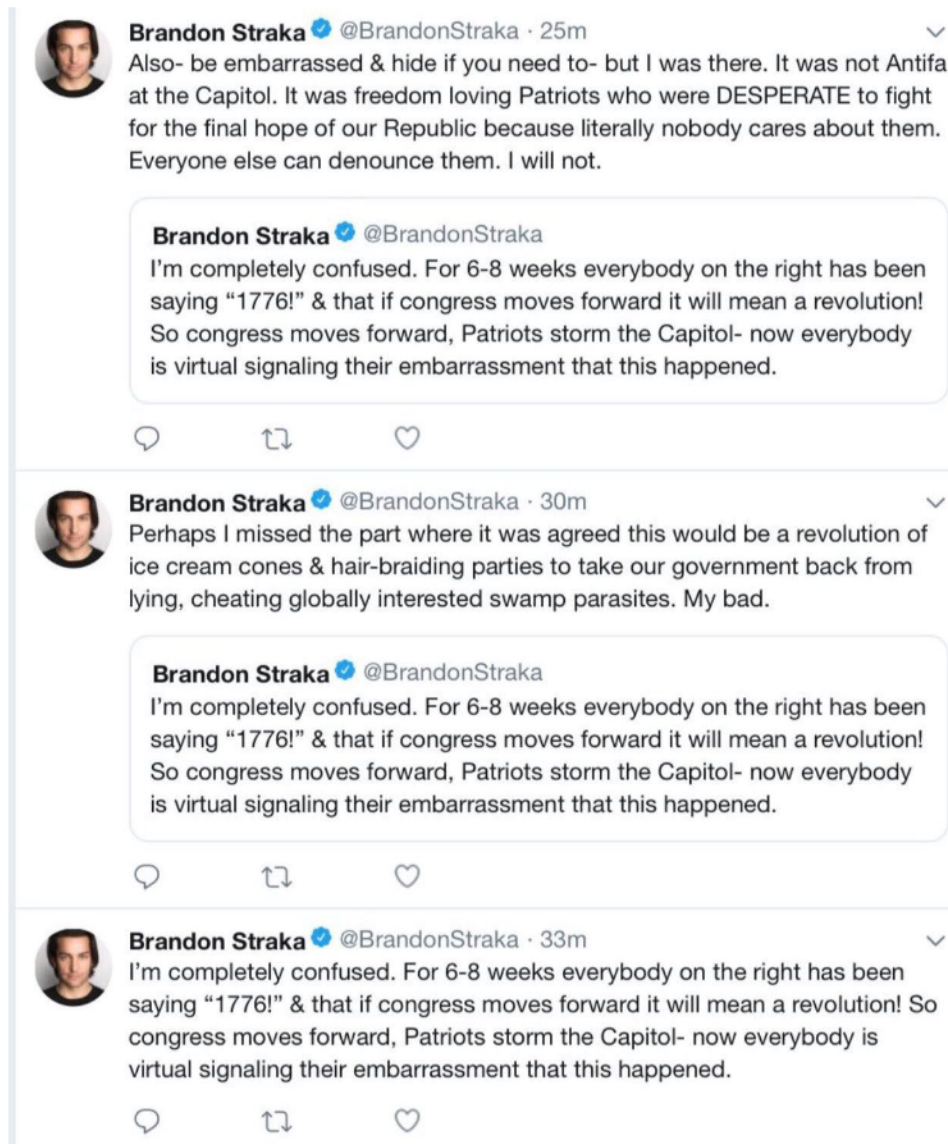 Brandon Straka @BrandonStraka · 25m
Also- be embarrassed & hide if you need to- but I was there. It was not Antifa
at the Capitol. It was freedom loving Patriots who were DESPERATE to fight
for the final hope of our Republic because literally nobody cares about them.
Everyone else can denounce them. I will not.
Brandon Straka @BrandonStraka
I'm completely confused. For 6-8 weeks everybody on the right has been
saying “1776!” & that if congress moves forward it will mean a revolution!
So congress moves forward, Patriots storm the Capitol- now everybody
is virtual signaling their embarrassment that this happened.
Brandon Straka @BrandonStraka · 30m
Perhaps I missed the part where it was agreed this would be a revolution of
ice cream cones & hair-braiding parties to take our government back from
lying, cheating globally interested swamp parasites. My bad.
Brandon Straka @BrandonStraka
I'm completely confused. For 6-8 weeks everybody on the right has been
saying “1776!” & that if congress moves forward it will mean a revolution!
So congress moves forward, Patriots storm the Capitol- now everybody
is virtual signaling their embarrassment that this happened.
Brandon Straka @BrandonStraka · 33m
I'm completely confused. For 6-8 weeks everybody on the right has been
saying “1776!” & that if congress moves forward it will mean a revolution! So
congress moves forward, Patriots storm the Capitol- now everybody is
virtual signaling their embarrassment that this happened.